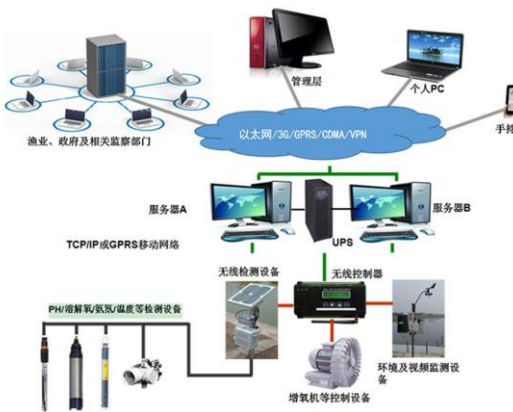 管理层
个人PC
手持
渔业、政府及相关监察部门
以太网/3G/GPRS/CDMA/VPN
服务器A
服务器B
UPS
TCP/IP或GPRS移动网络
无线检测设备
无线控制器
PH/溶解氧/氨氮/温度等检测设备
环境及视频监测设
备
增氧机等控制设备